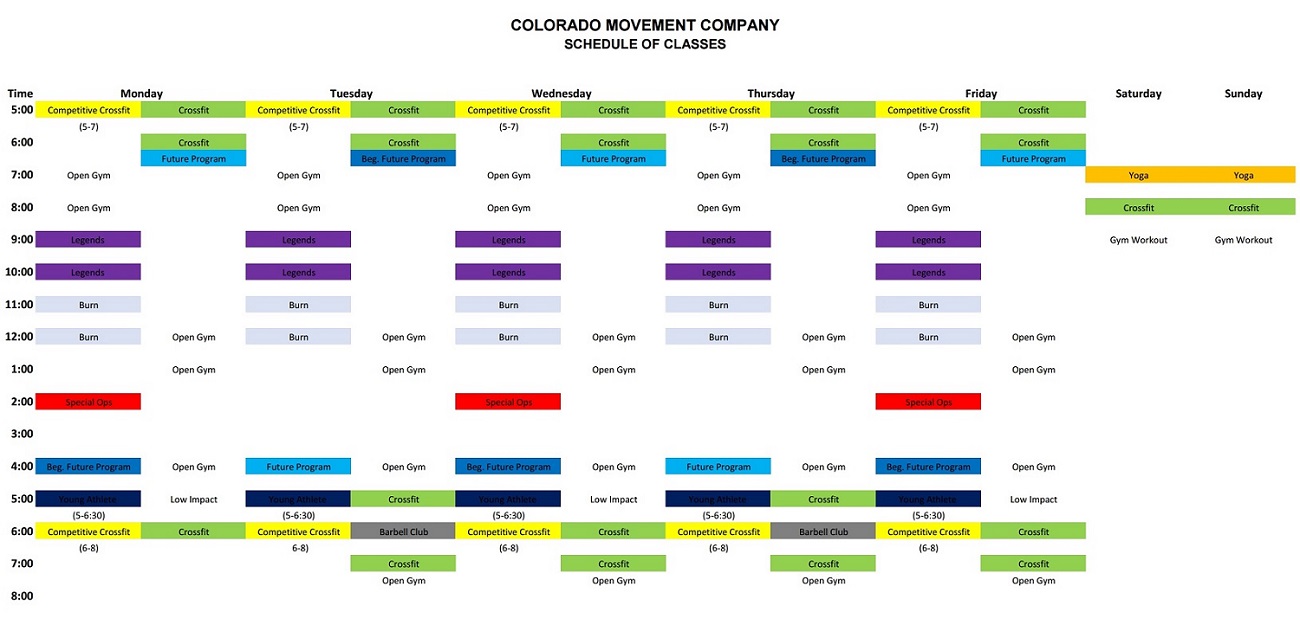 COLORADO MOVEMENT COMPANY
SCHEDULE OF CLASSES
Time Monday Tuesday Wednesday Thursday Friday Saturday Sunday
5:00 Competitive Crossfit Crossfit Competitive Crossfit Crossfit Competitive Crossfit Crossfit Competitive Crossfit Crossfit Competitive Crossfit Crossfit
(5-7) (5-7) (5-7) (5-7) (5-7)
6:00 Crossfit Crossfit Crossfit Crossfit Crossfit
Future Program Beg. Future Program Future Program Beg. Future Program Future Program
7:00 Open Gym Open Gym Open Gym Open Gym Open Gym Yoga Yoga
8:00 Open Gym Open Gym Open Gym Open Gym Open Gym Crossfit Crossfit
9:00 Legends Legends Legends Legends Legends Gym Workout Gym Workout
10:00 Legends Legends Legends Legends Legends
11:00 Burn Burn Burn Burn Burn
12:00 Burn Open Gym Burn Open Gym Burn Open Gym Burn Open Gym Burn Open Gym
1:00 Open Gym Open Gym Open Gym Open Gym Open Gym
2:00 Special Ops Special Ops Special Ops
3:00
4:00 Beg. Future Program Open Gym Future Program Open Gym Beg. Future Program Open Gym Future Program Open Gym Beg. Future Program Open Gym
5:00 Young Athlete Low Impact Young Athlete Crossfit Young Athlete Low Impact Young Athlete Crossfit Young Athlete Low Impact
(5-6:30) (5-6:30) (5-6:30) (5-6:30) (5-6:30)
6:00 Competitive Crossfit Crossfit Competitive Crossfit Barbell Club Competitive Crossfit Crossfit Competitive Crossfit Barbell Club Competitive Crossfit Crossfit
(6-8) 6-8) (6-8) (6-8) (6-8)
7:00 Crossfit Crossfit Crossfit Crossfit
Open Gym Open Gym Open Gym Open Gym
8:00